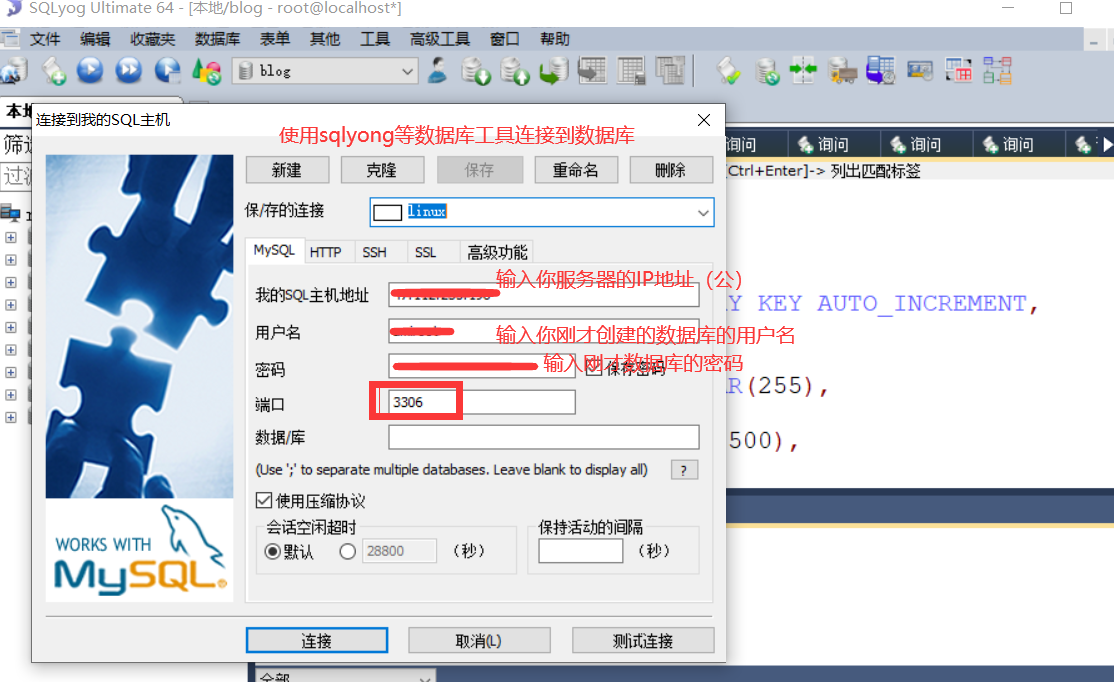 SQLyog Ultimate 64 - [本地/blog - root@localhost*]
文件 编辑 收藏夹 数据库 表单 其他 工具 高级工具 窗口 帮助
blog
连接到我的SQL主机
使用sqlyong等数据库工具连接到数据库
新建 克隆 保存 重命名 删除
询问 询问 询问 询问
[Ctrl+Enter]-> 列出匹配标签
保/存的连接 linux
MySQL HTTP SSH SSL 高级功能
输入你服务器的IP地址（公）
我的SQL主机地址
Y KEY AUTO_INCREMENT,
用户名 输入你刚才创建的数据库的用户名
密码 输入刚才数据库的密码
保存密码
R(255),
端口 3306
数据/库
500),
(Use ';' to separate multiple databases. Leave blank to display all) ?
使用压缩协议
会话空闲超时 保持活动的间隔
默认 28800 （秒） （秒）
WORKS WITH
MySQL®
连接 取消(L) 测试连接
全部